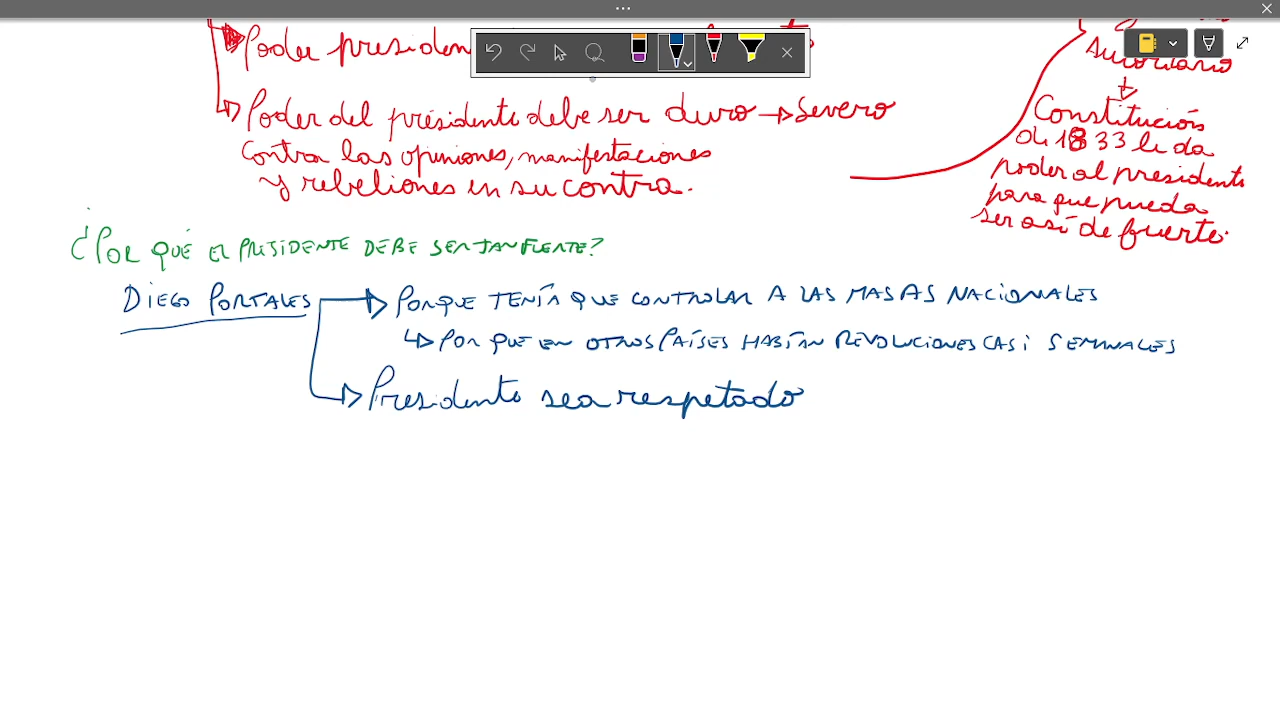 Poder presiden
autoritario
Poder del presidente debe ser duro → Severo
contra las opiniones, manifestaciones
y rebeliones en su contra.
Constitución
de 1833 le da
poder al presidente
para que pueda
ser así de fuerte.
¿POR QUÉ EL PRESIDENTE DEBE SER TAN FUERTE?
DIEGO PORTALES
PORQUE TENÍA QUE CONTROLAR A LAS MASAS NACIONALES
POR QUE EN OTROS PAÍSES HABÍAN REVOLUCIONES CASI SEMANALES
Presidente sea respetado